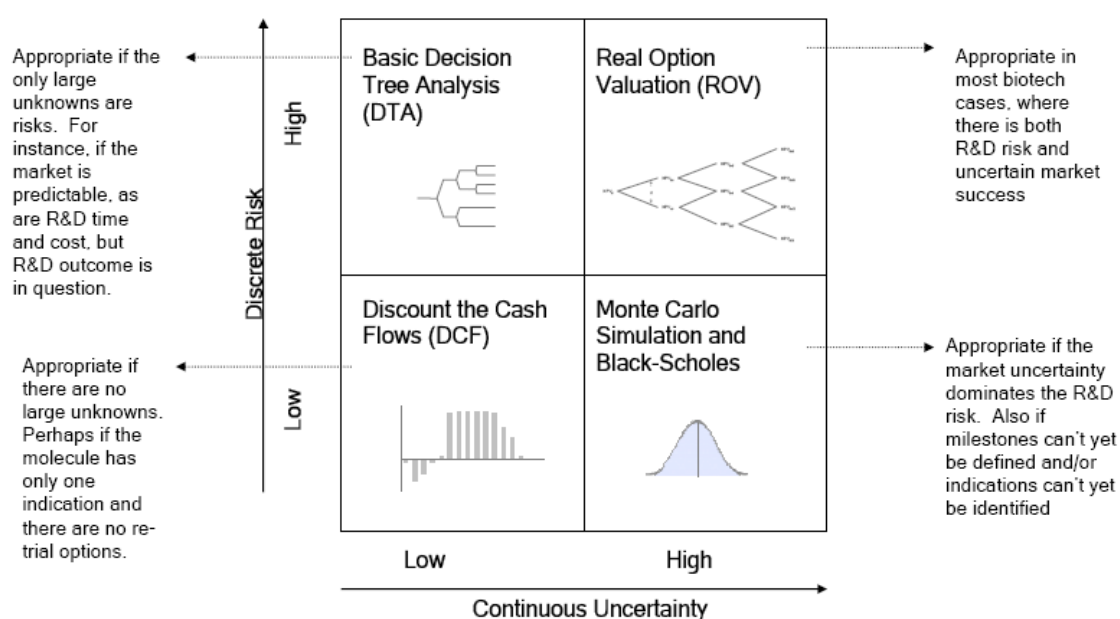 Appropriate if the
only large
unknowns are
risks. For
instance, if the
market is
predictable, as
are R&D time
and cost, but
R&D outcome is
in question.
Appropriate if
there are no
large unknowns.
Perhaps if the
molecule has
only one
indication and
there are no re-
trial options.
Discrete Risk
High
Low
Basic Decision
Tree Analysis
(DTA)
Real Option
Valuation (ROV)
Discount the Cash
Flows (DCF)
Monte Carlo
Simulation and
Black-Scholes
Appropriate in
most biotech
cases, where
there is both
R&D risk and
uncertain market
success
Appropriate if the
market uncertainty
dominates the R&D
risk. Also if
milestones can't yet
be defined and/or
indications can't yet
be identified
Low
High
Continuous Uncertainty